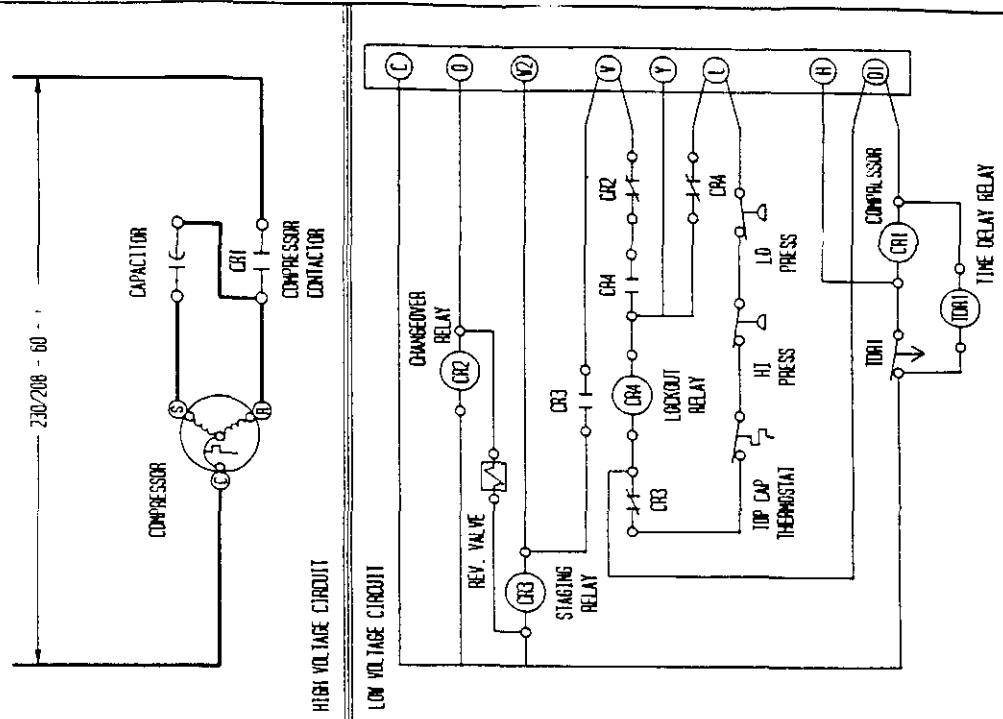 230/208 - 60 -
CAPACITOR
CR1
COMPRESSOR
CONTACTOR
COMPRESSOR
S
R
C
HIGH VOLTAGE CIRCUIT
LOW VOLTAGE CIRCUIT
C
O
W2
V
Y
L
H
CHANGEOVER
RELAY
CR2
REV. VALVE
CR3
STAGING
RELAY
CR3
CR2
CR4
CR4
LOCKOUT
RELAY
CR3
CR4
LO
PRESS
HI
PRESS
TOP CAP
THERMOSTAT
COMPRESSOR
CR1
TDR1
TDR1
TIME DELAY RELAY